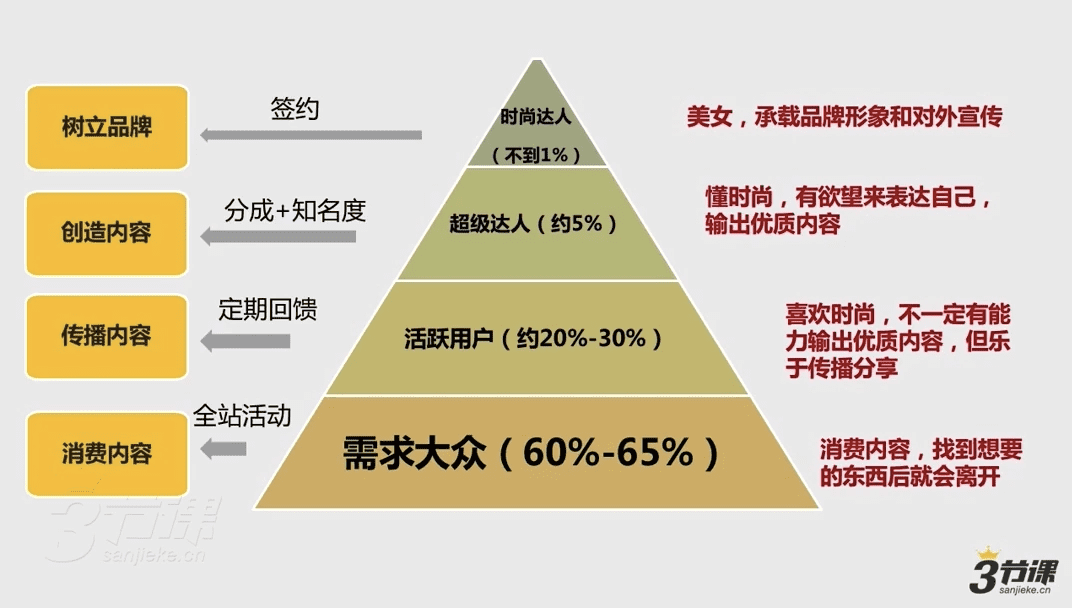 树立品牌
签约
时尚达人
（不到1%）
美女，承载品牌形象和对外宣传
创造内容
分成+知名度
超级达人（约5%）
懂时尚，有欲望来表达自己，
输出优质内容
传播内容
定期回馈
活跃用户（约20%-30%）
喜欢时尚，不一定有能
力输出优质内容，但乐
于传播分享
消费内容
全站活动
需求大众（60%-65%）
消费内容，找到想要
的东西后就会离开
3节课
sanjieke.cn
3节课
sanjieke.cn